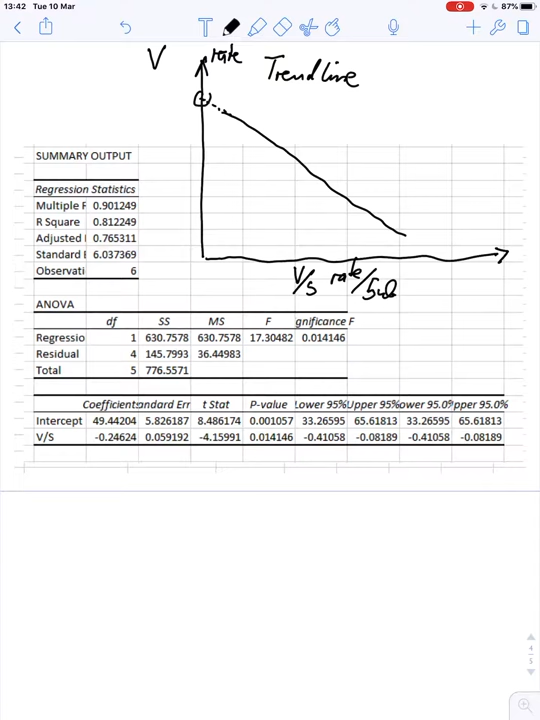 13:42 Tue 10 Mar 87%
V rate Trendline
SUMMARY OUTPUT
Regression Statistics
Multiple R 0.901249
R Square 0.812249
Adjusted I 0.765311
Standard E 6.037369
Observati 6
ANOVA
df SS MS F gnificance F
Regressio 1 630.7578 630.7578 17.30482 0.014146
Residual 4 145.7993 36.44983
Total 5 776.5571
V/S rate/Sub
Coefficients andard Err t Stat P-value Lower 95% Upper 95% ower 95.0% pper 95.0%
Intercept 49.44204 5.826187 8.486174 0.001057 33.26595 65.61813 33.26595 65.61813
V/S -0.24624 0.059192 -4.15991 0.014146 -0.41058 -0.08189 -0.41058 -0.08189
4
5